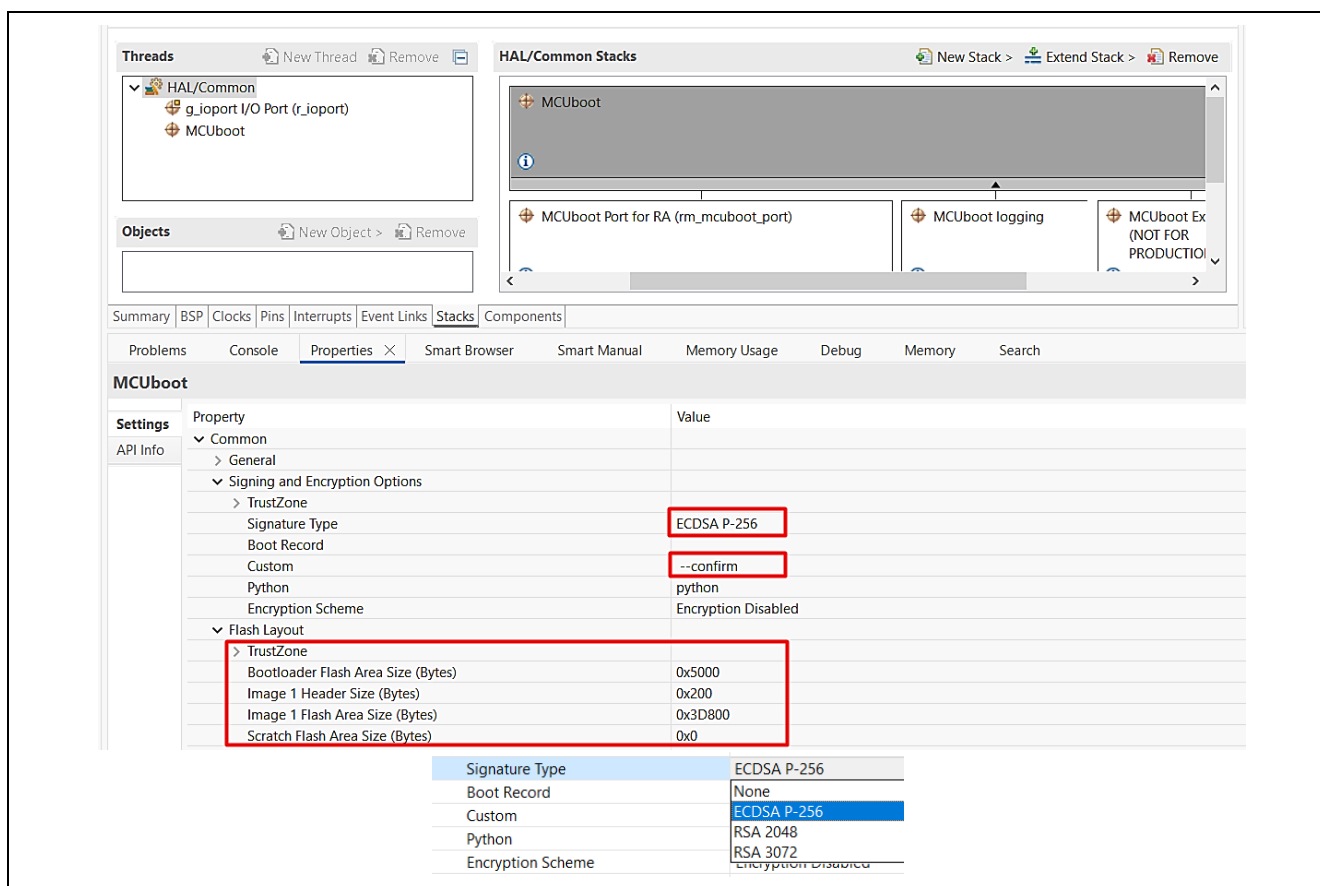 Threads New Thread Remove
HAL/Common
g_ioport I/O Port (r_ioport)
MCUboot
Objects New Object > Remove
HAL/Common Stacks New Stack > Extend Stack > Remove
MCUboot
MCUboot Port for RA (rm_mcuboot_port)
MCUboot logging
MCUboot Ex
(NOT FOR
PRODUCTIO
Summary BSP Clocks Pins Interrupts Event Links Stacks Components
Problems Console Properties Smart Browser Smart Manual Memory Usage Debug Memory Search
MCUboot
Settings
API Info
Property Value
Common
General
Signing and Encryption Options
TrustZone
Signature Type ECDSA P-256
Boot Record
Custom --confirm
Python python
Encryption Scheme Encryption Disabled
Flash Layout
TrustZone
Bootloader Flash Area Size (Bytes) 0x5000
Image 1 Header Size (Bytes) 0x200
Image 1 Flash Area Size (Bytes) 0x3D800
Scratch Flash Area Size (Bytes) 0x0
Signature Type ECDSA P-256
Boot Record None
Custom ECDSA P-256
Python RSA 2048
RSA 3072
Encryption Scheme Encryption Disabled